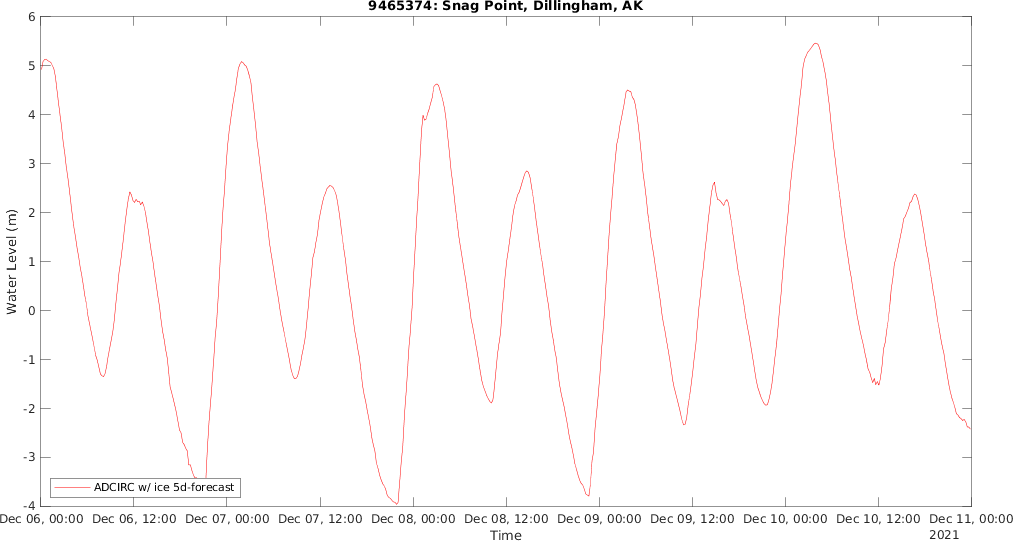 9465374: Snag Point, Dillingham, AK
6
5
4
3
2
1
0
-1
-2
-3
-4
Water Level (m)
ADCIRC w/ ice 5d-forecast
Dec 06, 00:00 Dec 06, 12:00 Dec 07, 00:00 Dec 07, 12:00 Dec 08, 00:00 Dec 08, 12:00 Dec 09, 00:00 Dec 09, 12:00 Dec 10, 00:00 Dec 10, 12:00 Dec 11, 00:00
Time
2021